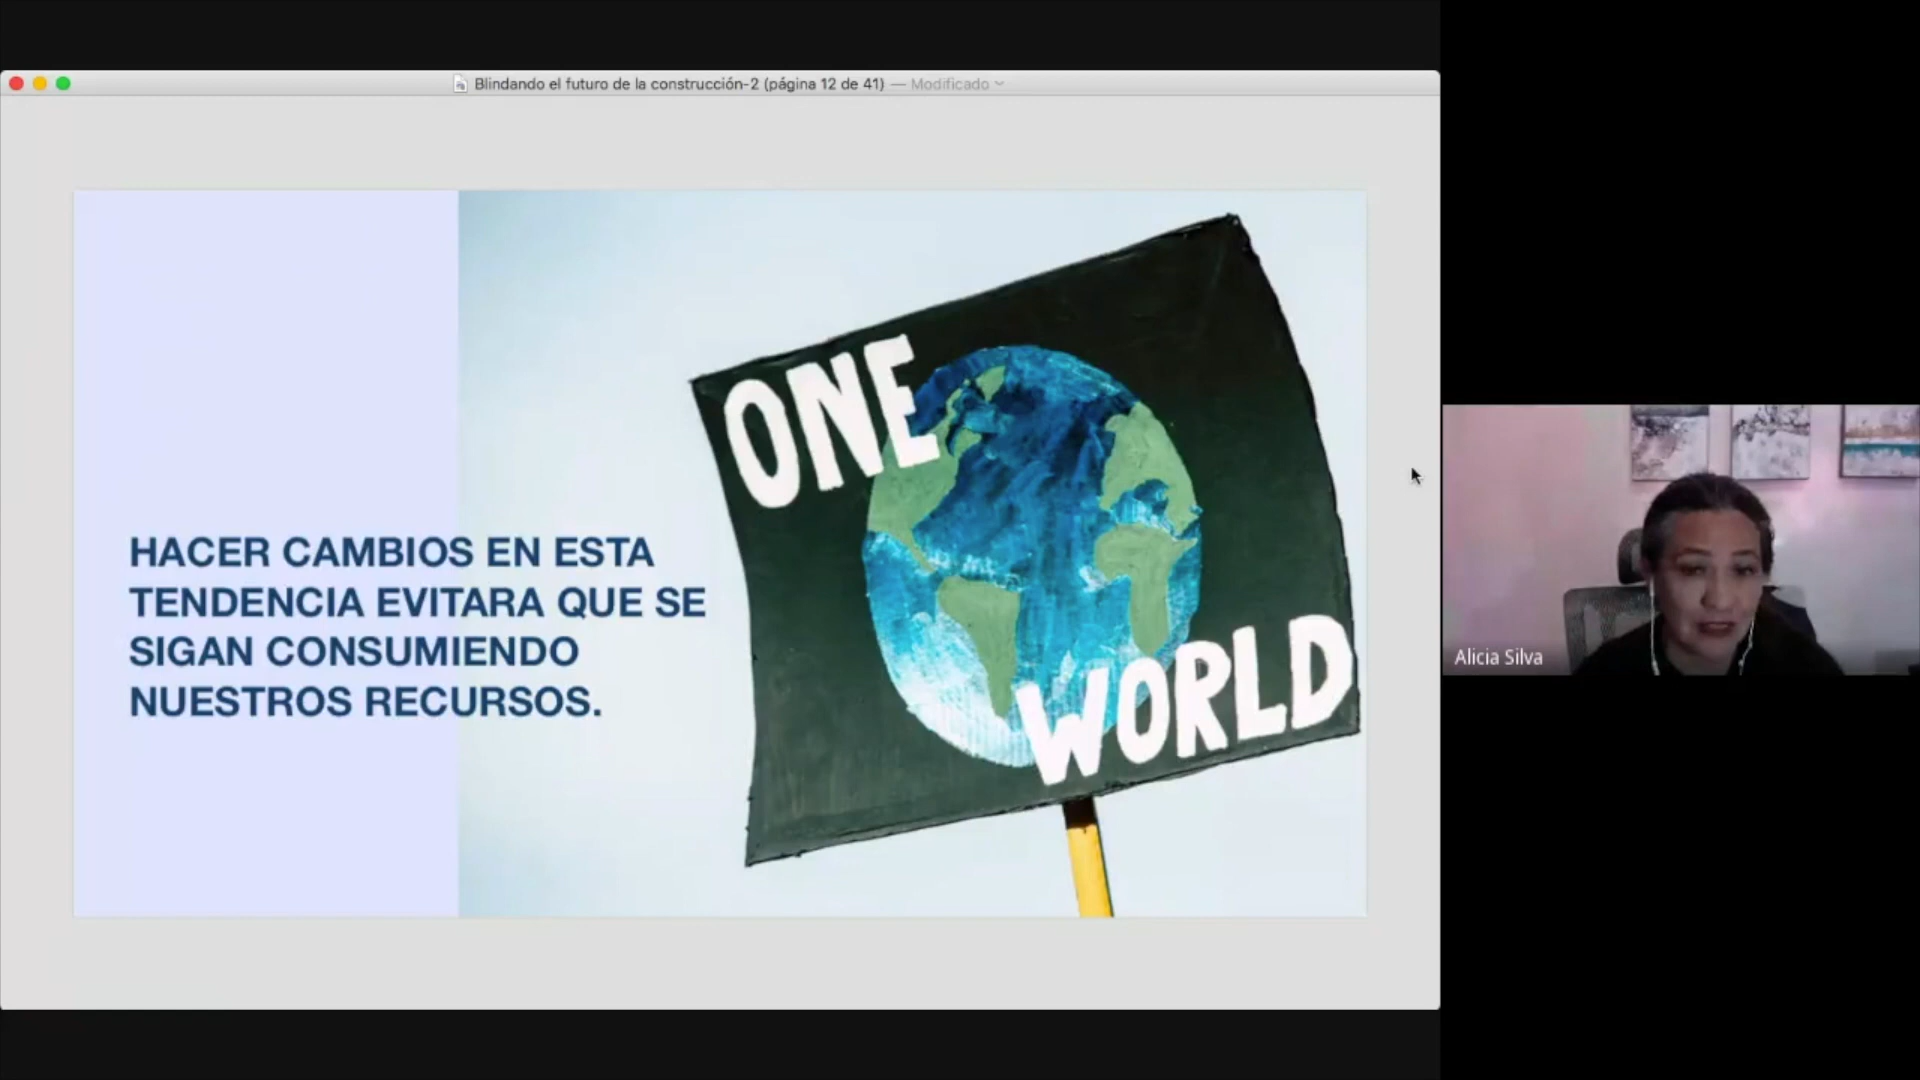 Blindando el futuro de la construcción-2 (página 12 de 41) — Modificado
HACER CAMBIOS EN ESTA
TENDENCIA EVITARA QUE SE
SIGAN CONSUMIENDO
NUESTROS RECURSOS.
ONE
WORLD
Alicia Silva